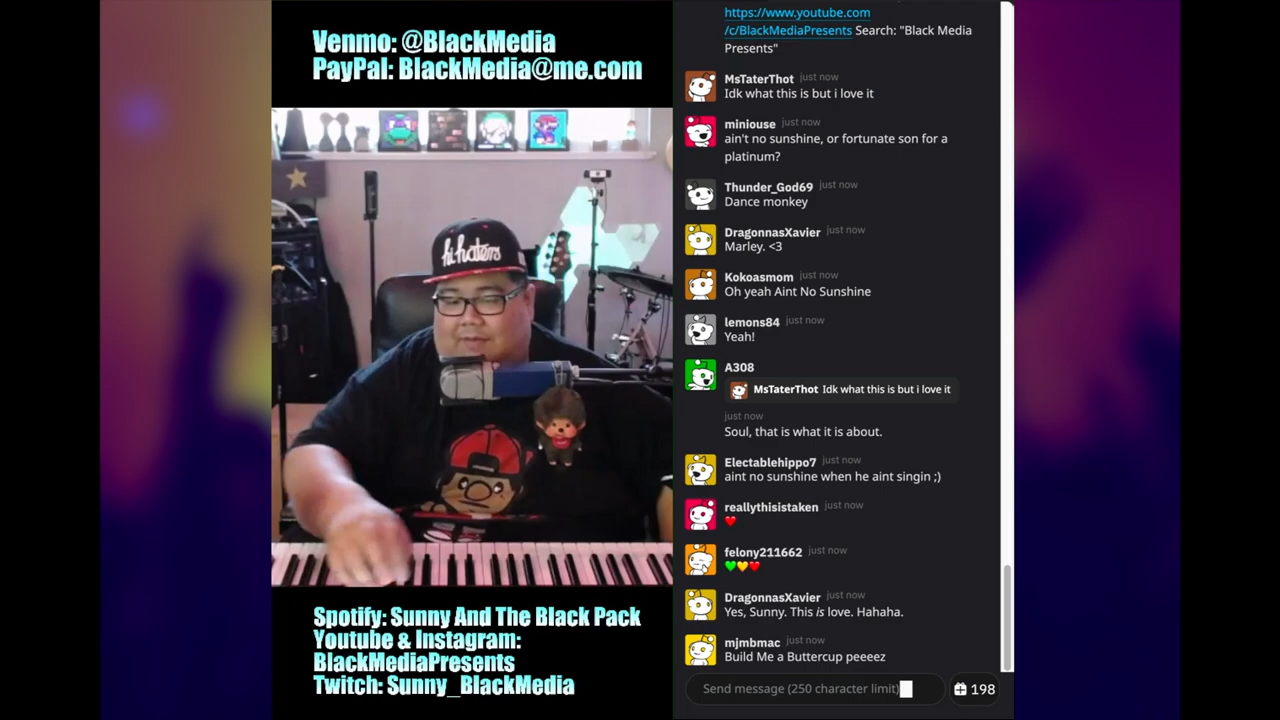 Venmo: @BlackMedia
PayPal: BlackMedia@me.com
hi haters
Spotify: Sunny And The Black Pack
Youtube & Instagram:
BlackMediaPresents
Twitch: Sunny_BlackMedia
https://www.youtube.com
/c/BlackMediaPresents Search: "Black Media
Presents"
MsTaterThot just now
Idk what this is but i love it
miniouse just now
ain't no sunshine, or fortunate son for a
platinum?
Thunder_God69 just now
Dance monkey
DragonnasXavier just now
Marley. <3
Kokoasmom just now
Oh yeah Aint No Sunshine
lemons84 just now
Yeah!
A308
MsTaterThot Idk what this is but i love it
just now
Soul, that is what it is about.
Electablehippo7 just now
aint no sunshine when he aint singin ;)
reallythisistaken just now
❤️
felony211662 just now
💚💛❤️
DragonnasXavier just now
Yes, Sunny. This is love. Hahaha.
mjmbmac just now
Build Me a Buttercup peeeez
Send message (250 character limit)
198